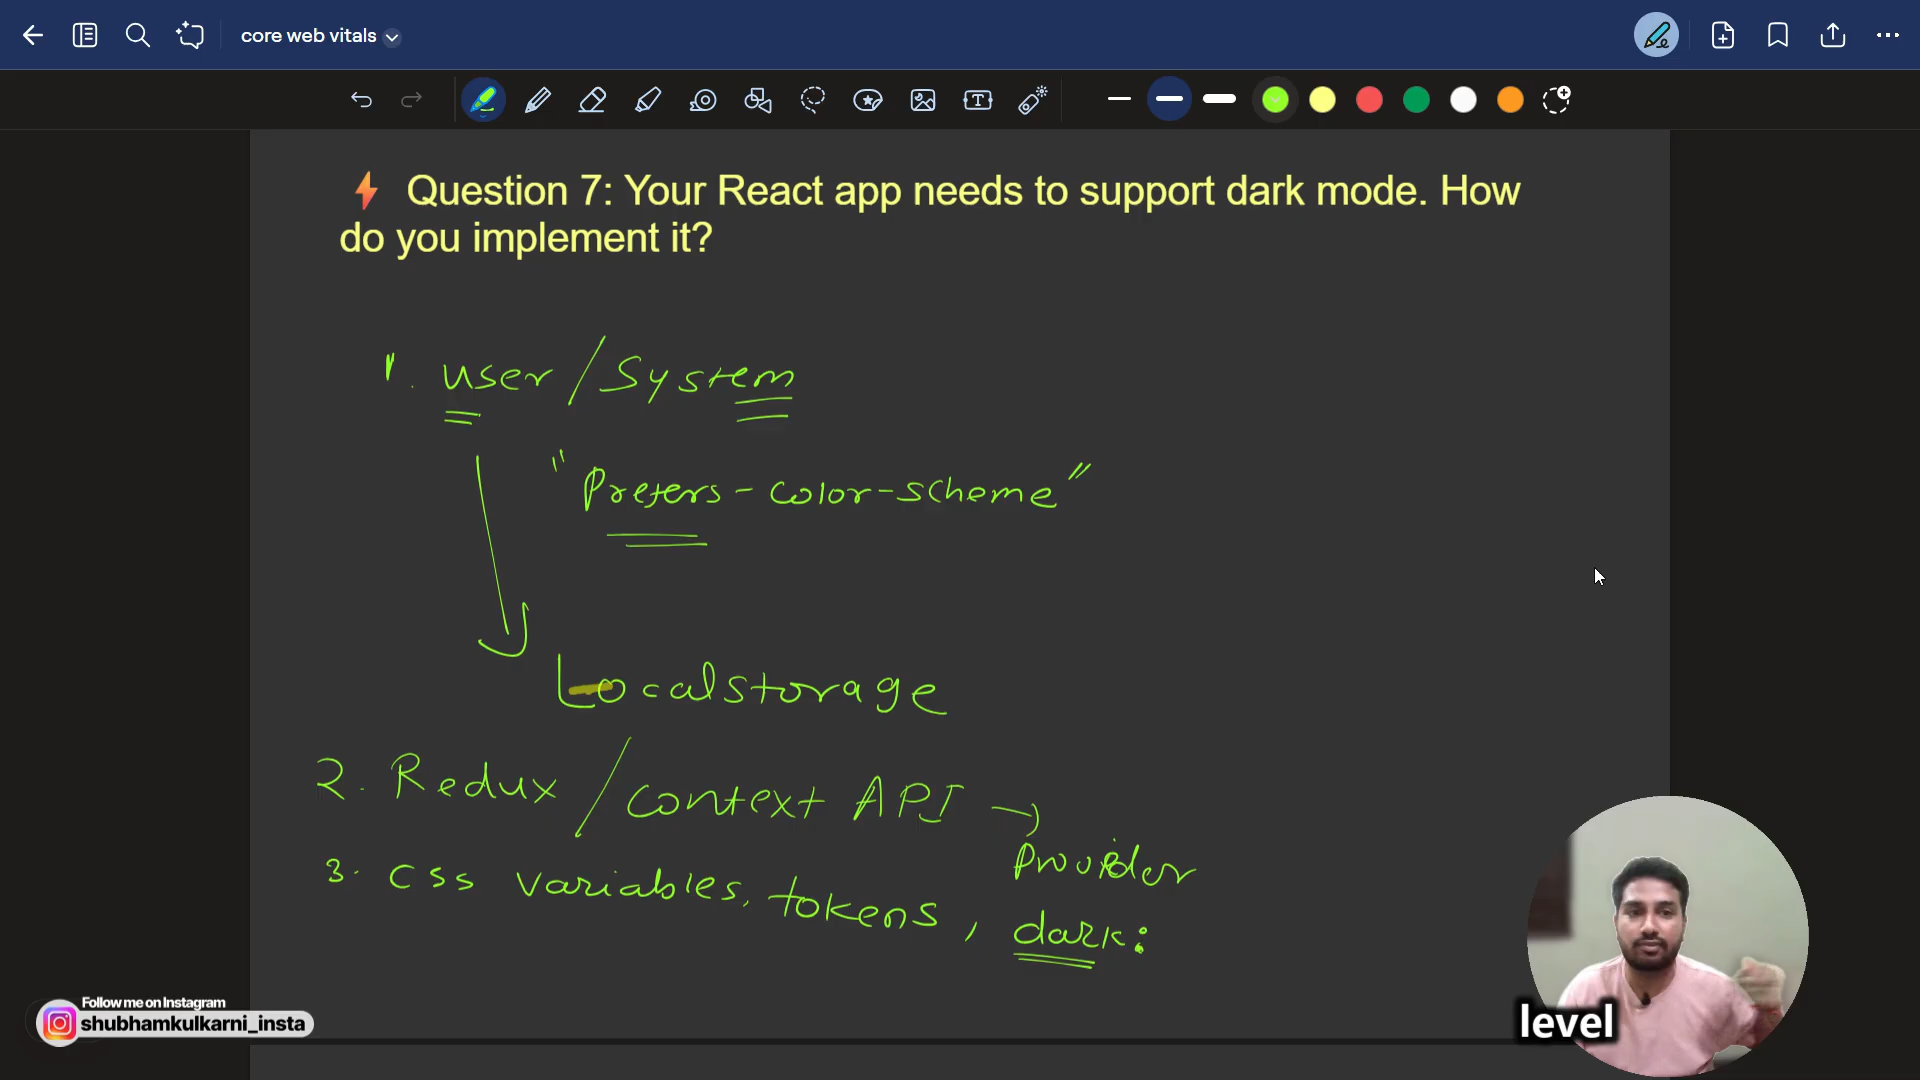 core web vitals
⚡ Question 7: Your React app needs to support dark mode. How
do you implement it?
1. user/System
"Prefers-color-scheme"
Localstorage
2. Redux/context API →
Provider
3. css variables, tokens, dark:
Follow me on Instagram
shubhamkulkarni_insta
level